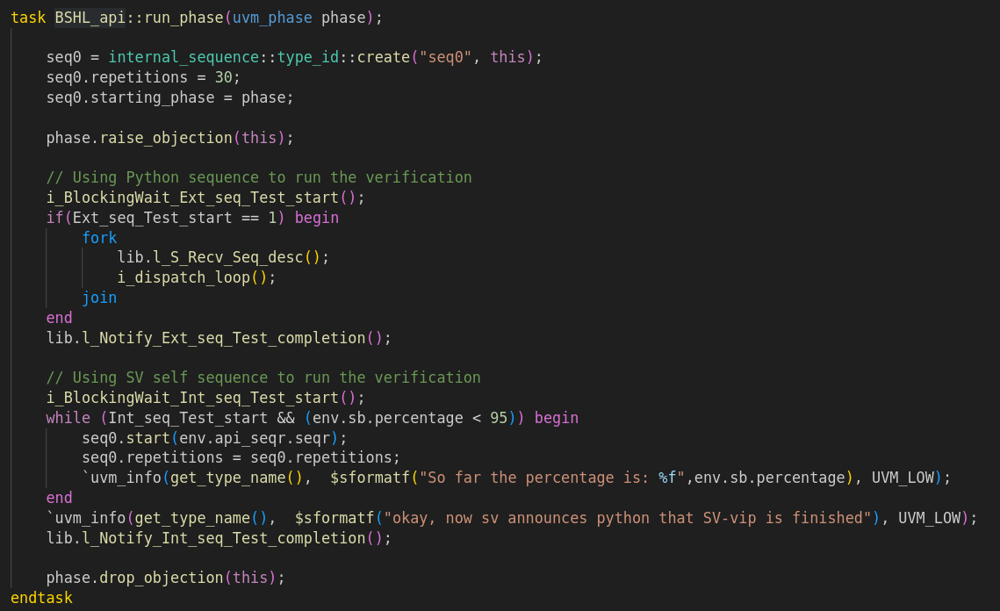 task BSHL_api::run_phase(uvm_phase phase);
seq0 = internal_sequence::type_id::create("seq0", this);
seq0.repetitions = 30;
seq0.starting_phase = phase;
phase.raise_objection(this);
// Using Python sequence to run the verification
i_BlockingWait_Ext_seq_Test_start();
if(Ext_seq_Test_start == 1) begin
fork
lib.l_S_Recv_Seq_desc();
i_dispatch_loop();
join
end
lib.l_Notify_Ext_seq_Test_completion();
// Using SV self sequence to run the verification
i_BlockingWait_Int_seq_Test_start();
while (Int_seq_Test_start && (env.sb.percentage < 95)) begin
seq0.start(env.api_seqr.seqr);
seq0.repetitions = seq0.repetitions;
`uvm_info(get_type_name(),  $sformatf("So far the percentage is: %f",env.sb.percentage), UVM_LOW);
end
`uvm_info(get_type_name(),  $sformatf("okay, now sv announces python that SV-vip is finished"), UVM_LOW);
lib.l_Notify_Int_seq_Test_completion();
phase.drop_objection(this);
endtask